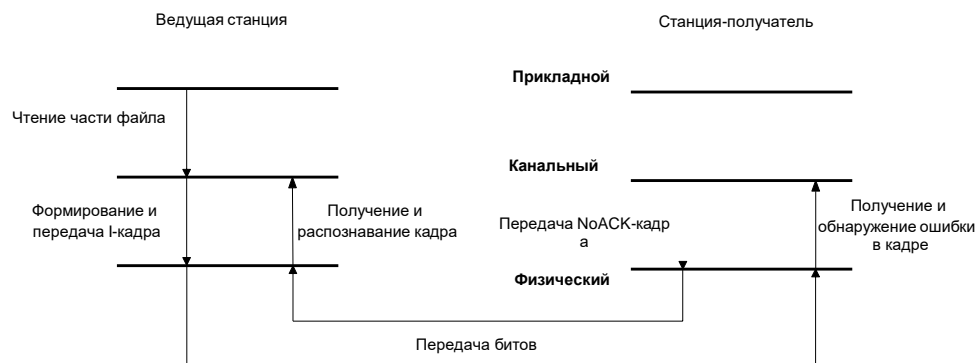 Ведущая станция
Станция-получатель
Прикладной
Чтение части файла
Канальный
Формирование и
передача I-кадра
Получение и
распознавание кадра
Передача NoACK-кадр
а
Получение и
обнаружение ошибки
в кадре
Физический
Передача битов